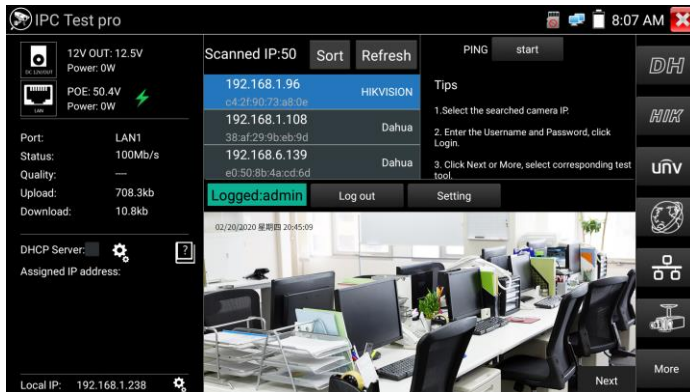 IPC Test pro
8:07 AM
DC 12V/OUT
12V OUT: 12.5V
Power: 0W
LAN
POE: 50.4V
Power: 0W
Port: LAN1
Status: 100Mb/s
Quality: —
Upload: 708.3kb
Download: 10.8kb
DHCP Server:
?
Assigned IP address:
Local IP: 192.168.1.238
Scanned IP:50
Sort
Refresh
192.168.1.96
c4:2f:90:73:a8:0e
HIKVISION
192.168.1.108
38:af:29:9b:eb:9d
Dahua
192.168.6.139
e0:50:8b:4a:cd:6d
Dahua
PING
start
Tips
1.Select the searched camera IP.
2. Enter the Username and Password, click
Login.
3. Click Next or More, select corresponding test
tool.
Logged:admin
Log out
Setting
02/20/2020 星期四 20:45:09
Next
DH
HIK
unv
More